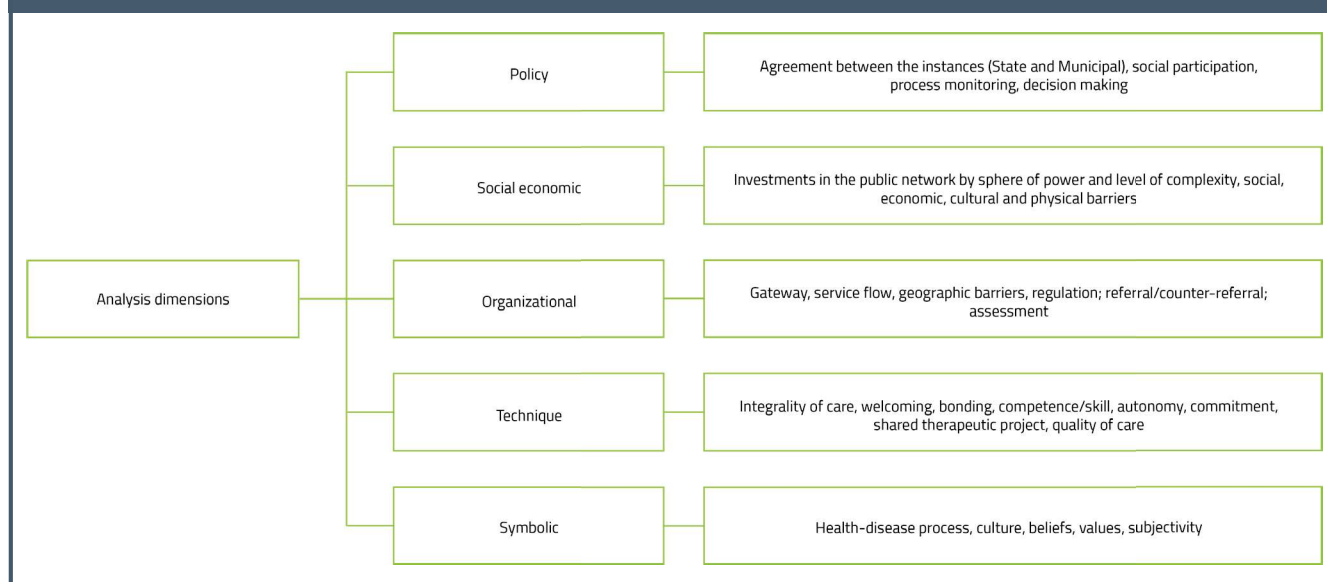 Policy
Agreement between the instances (State and Municipal), social participation,
process monitoring, decision making
Social economic
Investments in the public network by sphere of power and level of complexity, social,
economic, cultural and physical barriers
Analysis dimensions
Organizational
Gateway, service flow, geographic barriers, regulation; referral/counter-referral;
assessment
Technique
Integrality of care, welcoming, bonding, competence/skill, autonomy, commitment,
shared therapeutic project, quality of care
Symbolic
Health-disease process, culture, beliefs, values, subjectivity